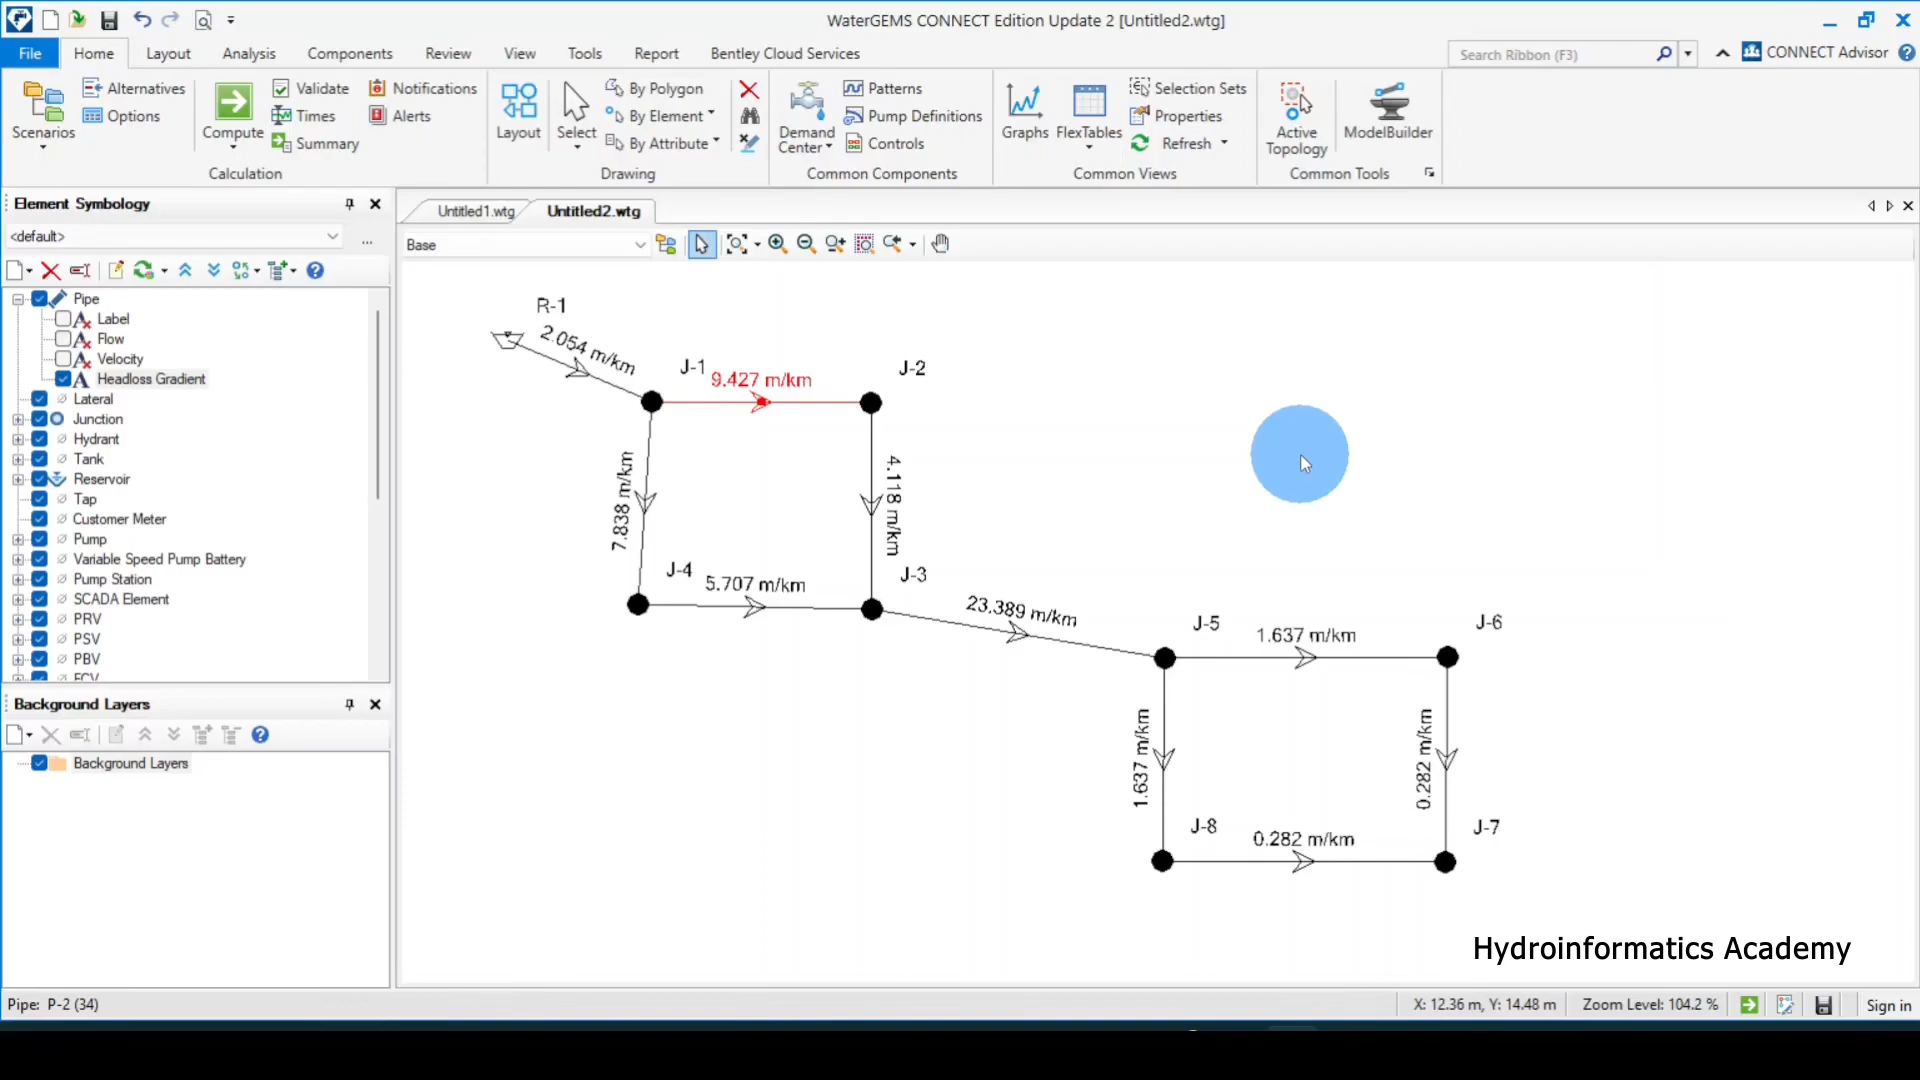 WaterGEMS CONNECT Edition Update 2 [Untitled2.wtg]
File Home Layout Analysis Components Review View Tools Report Bentley Cloud Services Search Ribbon (F3) CONNECT Advisor
Scenarios Alternatives Options Compute Validate Times Summary Notifications Alerts
Calculation
Layout Select By Polygon By Element By Attribute
Drawing
Demand Center Patterns Pump Definitions Controls
Common Components
Graphs FlexTables Selection Sets Properties Refresh
Common Views
Active Topology ModelBuilder
Common Tools
Element Symbology
<default>
...
Pipe
Label
Flow
Velocity
Headloss Gradient
Lateral
Junction
Hydrant
Tank
Reservoir
Tap
Customer Meter
Pump
Variable Speed Pump Battery
Pump Station
SCADA Element
PRV
PSV
PBV
FCV
Background Layers
Background Layers
Untitled1.wtg Untitled2.wtg
Base
R-1
2.054 m/km
J-1
9.427 m/km
J-2
7.838 m/km
4.118 m/km
J-4
5.707 m/km
J-3
23.389 m/km
J-5
1.637 m/km
J-6
1.637 m/km
0.282 m/km
J-8
0.282 m/km
J-7
Hydroinformatics Academy
Pipe: P-2 (34)
X: 12.36 m, Y: 14.48 m Zoom Level: 104.2 % Sign in